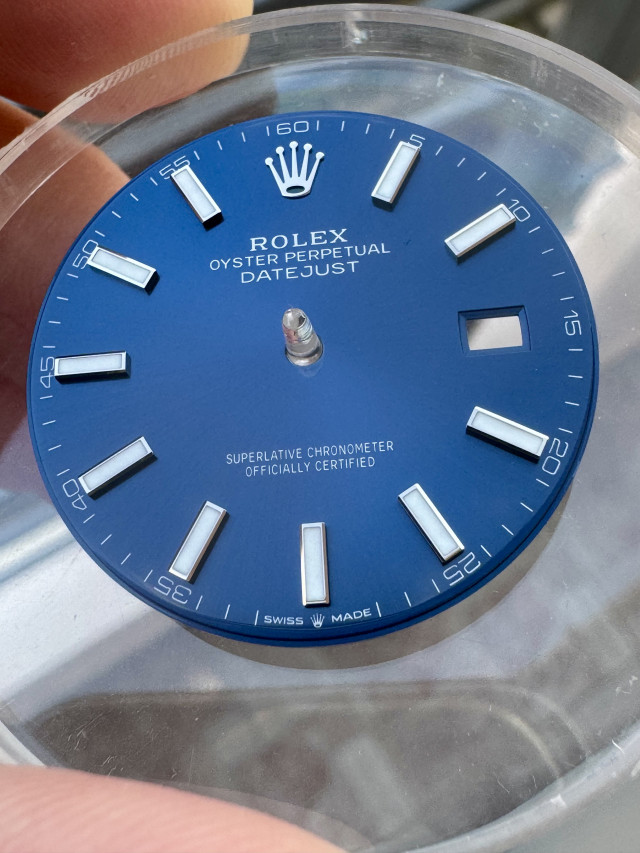 60
5
10
15
20
25
35
40
45
50
55
ROLEX
OYSTER PERPETUAL
DATEJUST
SUPERLATIVE CHRONOMETER
OFFICIALLY CERTIFIED
SWISS MADE